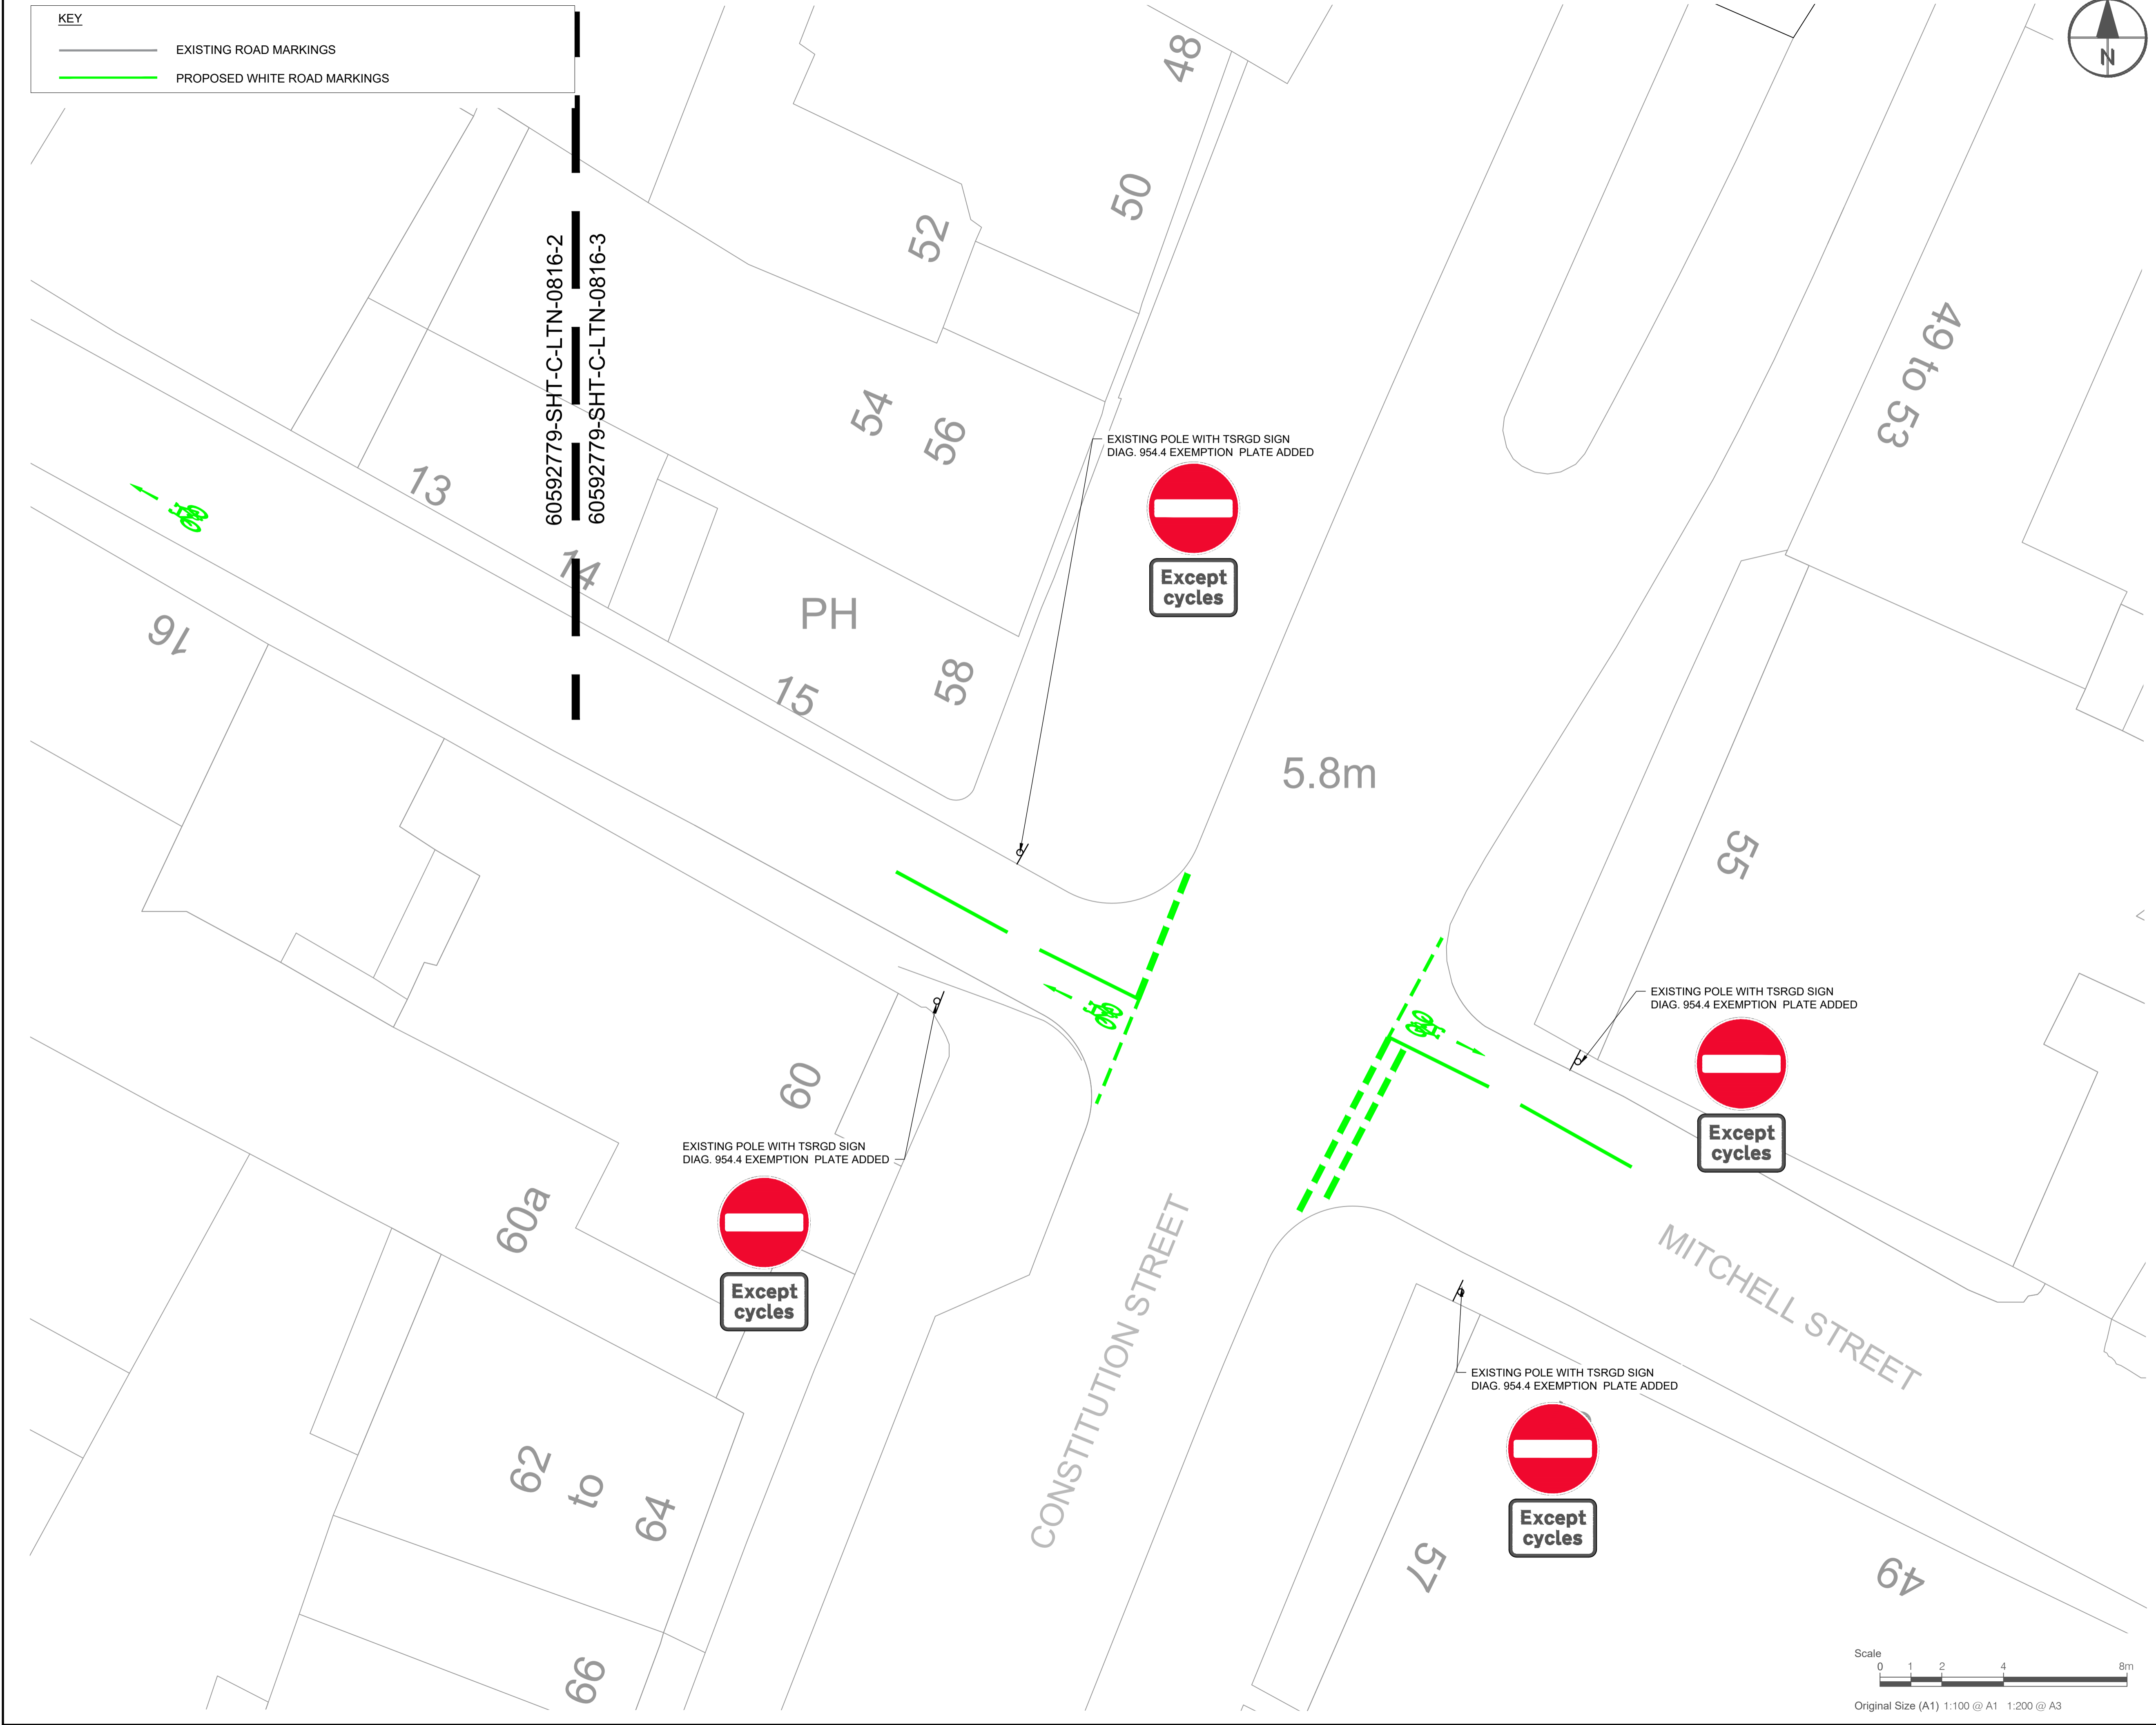 KEY
EXISTING ROAD MARKINGS
PROPOSED WHITE ROAD MARKINGS
N
60592779-SHT-C-LTN-0816-2
60592779-SHT-C-LTN-0816-3
48
50
52
54
56
49 to 53
13
14
16
PH
15
58
EXISTING POLE WITH TSRGD SIGN
DIAG. 954.4 EXEMPTION PLATE ADDED
Except
cycles
5.8m
55
EXISTING POLE WITH TSRGD SIGN
DIAG. 954.4 EXEMPTION PLATE ADDED
Except
cycles
60
EXISTING POLE WITH TSRGD SIGN
DIAG. 954.4 EXEMPTION PLATE ADDED
Except
cycles
60a
CONSTITUTION STREET
MITCHELL STREET
EXISTING POLE WITH TSRGD SIGN
DIAG. 954.4 EXEMPTION PLATE ADDED
Except
cycles
62
to
64
57
49
66
Scale
0 1 2 4 8m
Original Size (A1) 1:100 @ A1 1:200 @ A3